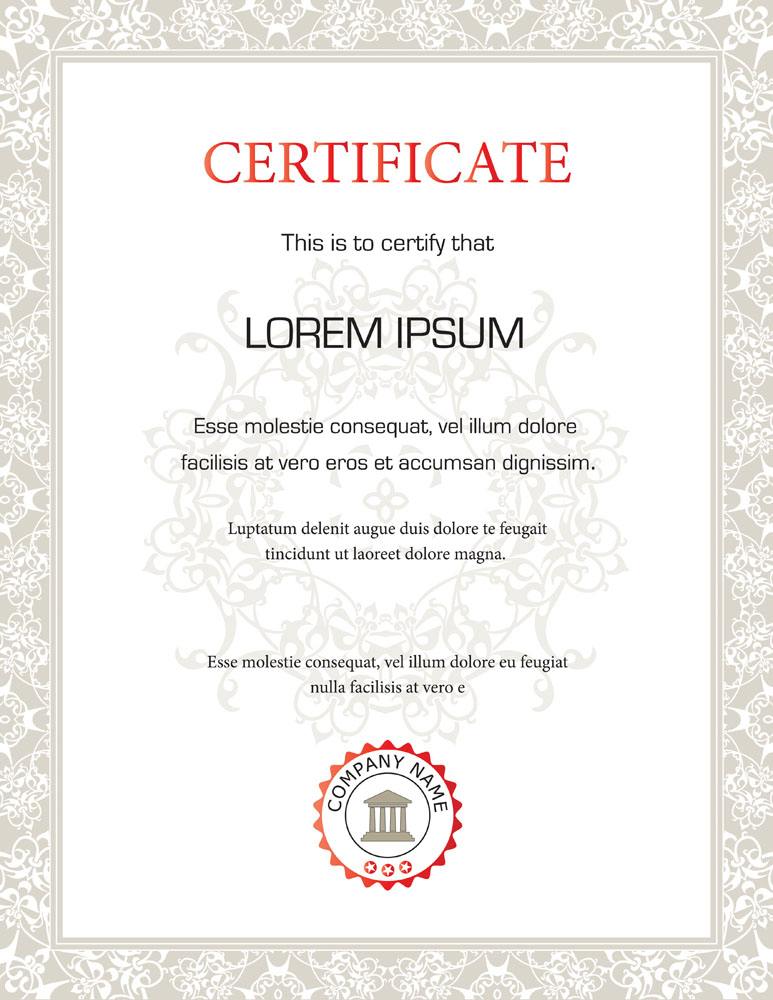 CERTIFICATE
This is to certify that
LOREM IPSUM
Esse molestie consequat, vel illum dolore
facilisis at vero eros et accumsan dignissim.
Luptatum delenit augue duis dolore te feugait
tincidunt ut laoreet dolore magna.
Esse molestie consequat, vel illum dolore eu feugiat
nulla facilisis at vero e
COMPANY NAME